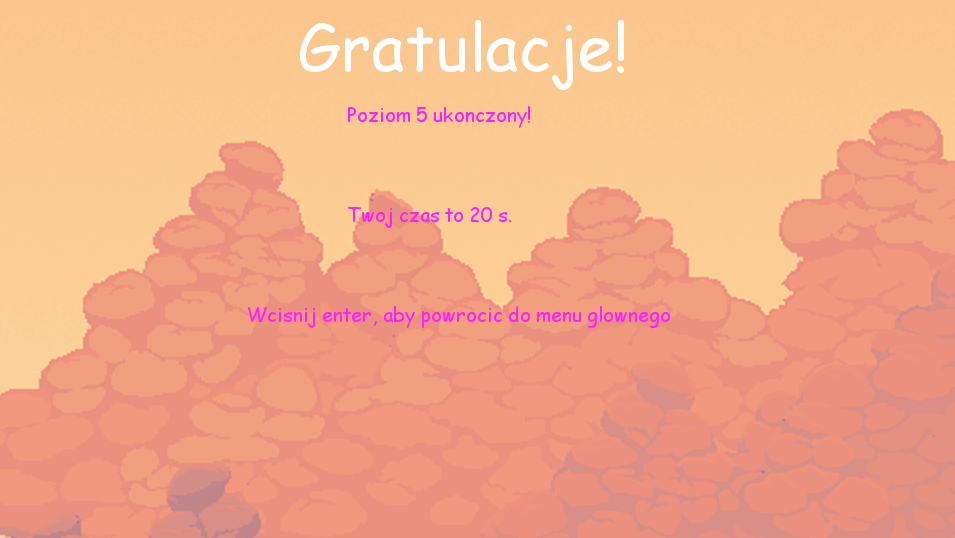 Gratulacje!
Poziom 5 ukonczony!
Twoj czas to 20 s.
Wcisnij enter, aby powrocic do menu glownego